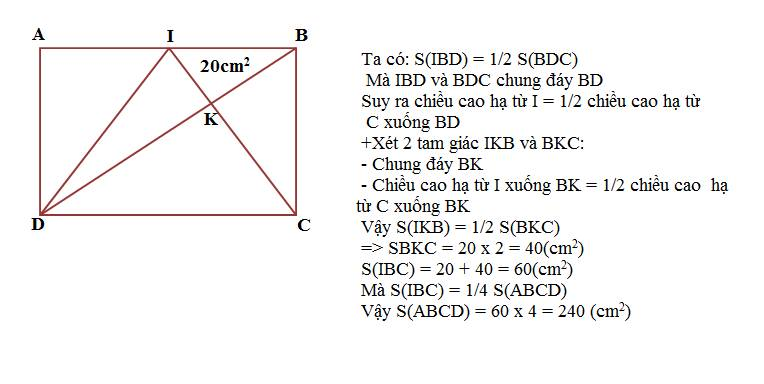 A
I
B
20cm²
K
D
C
Ta có: S(IBD) = 1/2 S(BDC)
Mà IBD và BDC chung đáy BD
Suy ra chiều cao hạ từ I = 1/2 chiều cao hạ từ
C xuống BD
+Xét 2 tam giác IKB và BKC:
- Chung đáy BK
- Chiều cao hạ từ I xuống BK = 1/2 chiều cao hạ
từ C xuống BK
Vậy S(IKB) = 1/2 S(BKC)
=> SBKC = 20 x 2 = 40(cm²)
S(IBC) = 20 + 40 = 60(cm²)
Mà S(IBC) = 1/4 S(ABCD)
Vậy S(ABCD) = 60 x 4 = 240 (cm²)